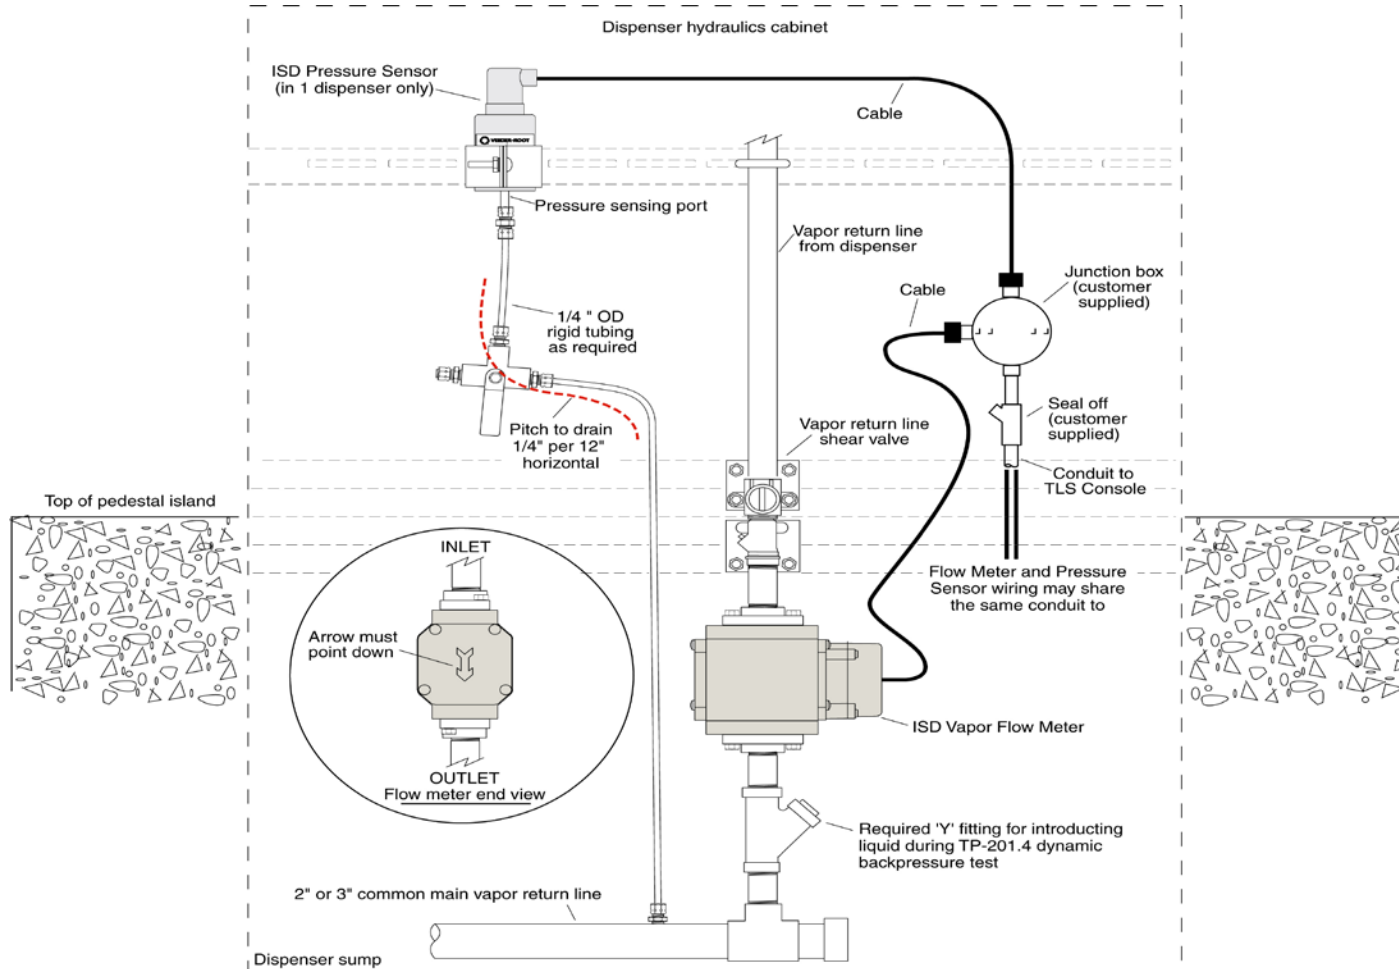 Dispenser hydraulics cabinet
ISD Pressure Sensor
(in 1 dispenser only)
Cable
VEEDER-ROOT
Pressure sensing port
Vapor return line
from dispenser
Junction box
(customer
supplied)
Cable
1/4 " OD
rigid tubing
as required
Pitch to drain
1/4" per 12"
horizontal
Vapor return line
shear valve
Seal off
(customer
supplied)
Conduit to
TLS Console
Top of pedestal island
Flow Meter and Pressure
Sensor wiring may share
the same conduit to
INLET
Arrow must
point down
OUTLET
Flow meter end view
ISD Vapor Flow Meter
Required 'Y' fitting for introducting
liquid during TP-201.4 dynamic
backpressure test
2" or 3" common main vapor return line
Dispenser sump